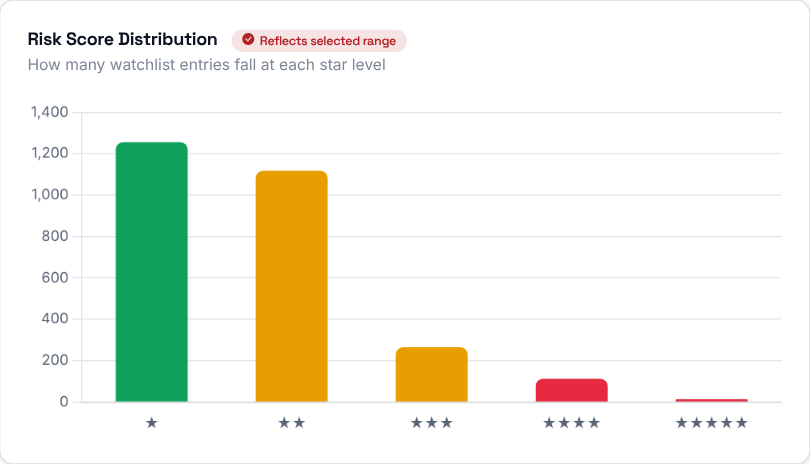 Risk Score Distribution Reflects selected range
How many watchlist entries fall at each star level
1,400
1,200
1,000
800
600
400
200
0
★ ★★ ★★★ ★★★★ ★★★★★